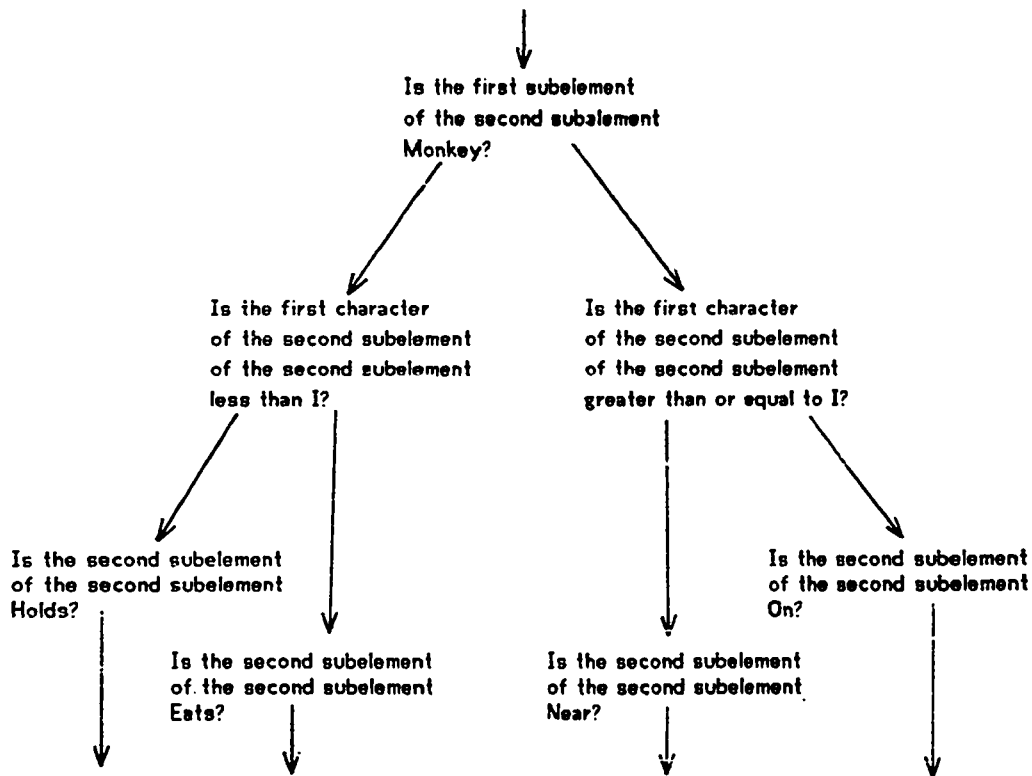 Is the first subelement
of the second subalement
Monkey?
Is the first character
of the second subelement
of the second subelement
less than I?
Is the first character
of the second subelement
of the second subelement
greater than or equal to I?
Is the second subelement
of the second subelement
Holds?
Is the second subelement
of the second subelement
On?
Is the second subelement
of the second subelement
Eats?
Is the second subelement
of the second subelement
Near?